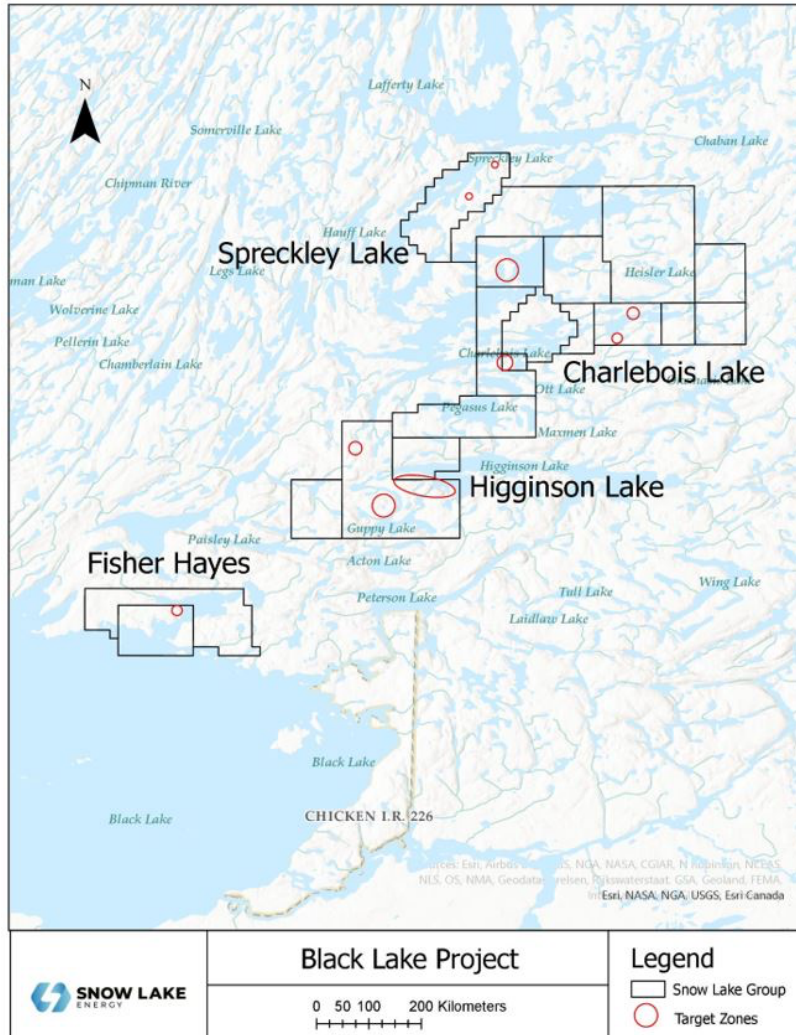 N
Lafferty Lake
Somerville Lake
Chaban Lake
Spreckley Lake
Chipman River
Hauff Lake
Spreckley Lake
Legs Lake
Heisler Lake
man Lake
Wolverine Lake
Pellerin Lake
Chamberlain Lake
Charlebois Lake
Charlebois Lake
Ott Lake
Pegasus Lake
Maxmen Lake
Higginson Lake
Higginson Lake
Guppy Lake
Paisley Lake
Fisher Hayes
Acton Lake
Peterson Lake
Tull Lake
Wing Lake
Laidlaw Lake
Black Lake
Black Lake
CHICKEN I.R. 226
Esri, NASA, NGA, USGS, Esri Canada
SNOW LAKE
ENERGY
Black Lake Project
0 50 100 200 Kilometers
Legend
Snow Lake Group
Target Zones